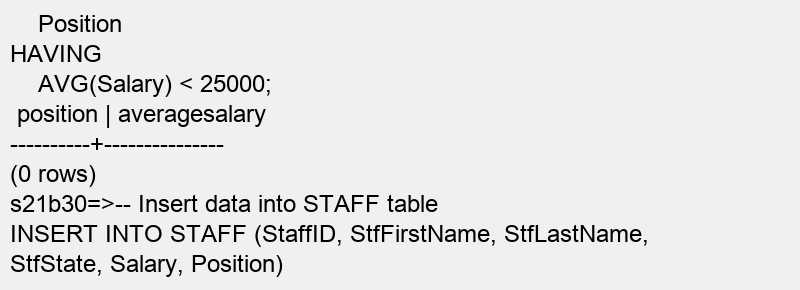 Position
HAVING
    AVG(Salary) < 25000;
 position | averagesalary
----------+---------------
(0 rows)
s21b30=>-- Insert data into STAFF table
INSERT INTO STAFF (StaffID, StfFirstName, StfLastName,
StfState, Salary, Position)